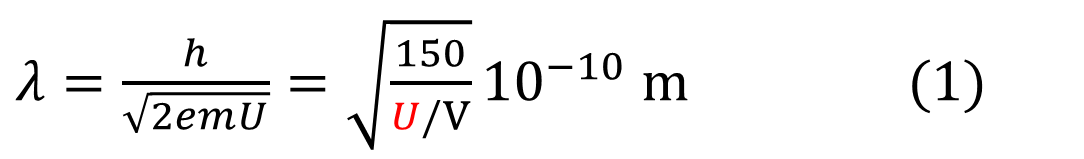 λ = h/√(2emU) = √(150/(U/V)) 10⁻¹⁰ m (1)